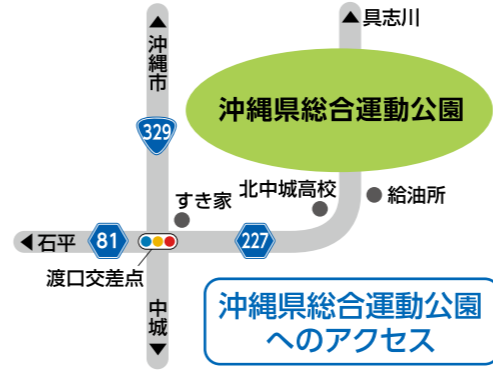 沖縄市
具志川
沖縄県総合運動公園
329
すき家
北中城高校
給油所
石平
81
227
渡口交差点
中城
沖縄県総合運動公園
へのアクセス